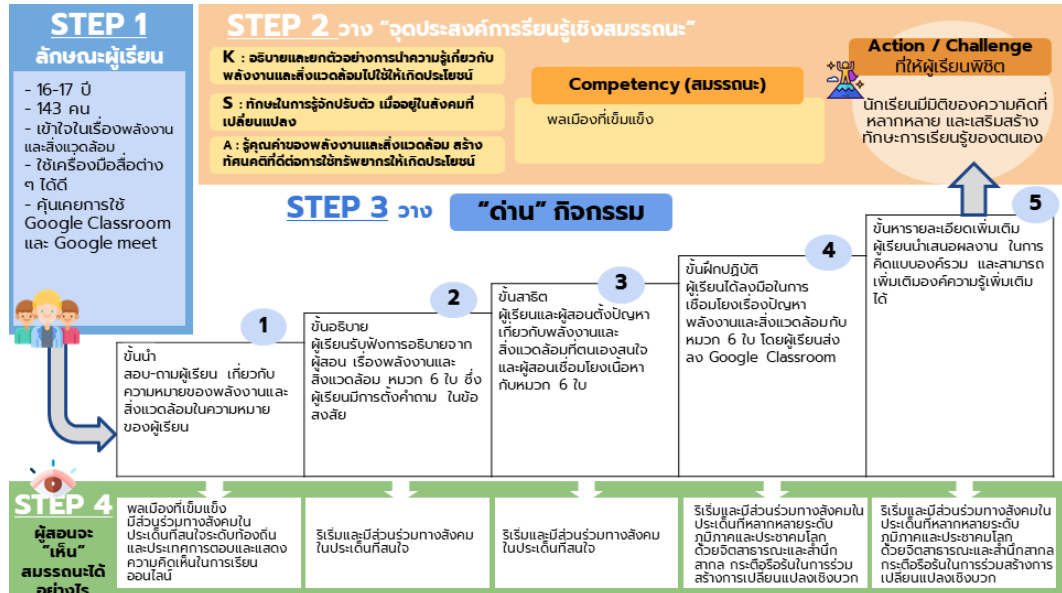 STEP 1
ลักษณะผู้เรียน
- 16-17 ปี
- 143 คน
- เข้าใจในเรื่องพลังงาน
และสิ่งแวดล้อม
- ใช้เครื่องมือสื่อต่าง
ๆ ได้ดี
- คุ้นเคยการใช้
Google Classroom
และ Google meet
STEP 2 วาง “จุดประสงค์การเรียนรู้เชิงสมรรถนะ”
K : อธิบายและยกตัวอย่างการนำความรู้เกี่ยวกับ
พลังงานและสิ่งแวดล้อมไปใช้ให้เกิดประโยชน์
S : ทักษะในการรู้จักปรับตัว เมื่ออยู่ในสังคมที่
เปลี่ยนแปลง
A : รู้คุณค่าของพลังงานและสิ่งแวดล้อม สร้าง
ทัศนคติที่ดีต่อการใช้ทรัพยากรให้เกิดประโยชน์
Competency (สมรรถนะ)
พลเมืองที่เข้มแข็ง
Action / Challenge
ที่ให้ผู้เรียนพิชิต
นักเรียนมีมิติของความคิดที่
หลากหลาย และเสริมสร้าง
ทักษะการเรียนรู้ของตนเอง
STEP 3 วาง “ด่าน” กิจกรรม
1
ขั้นนำ
สอบ-ถามผู้เรียน เกี่ยวกับ
ความหมายของพลังงานและ
สิ่งแวดล้อมในความหมาย
ของผู้เรียน
2
ขั้นอธิบาย
ผู้เรียนรับฟังการอธิบายจาก
ผู้สอน เรื่องพลังงานและ
สิ่งแวดล้อม หมวก 6 ใบ ซึ่ง
ผู้เรียนมีการตั้งคำถาม ในข้อ
สงสัย
3
ขั้นสาธิต
ผู้เรียนและผู้สอนตั้งปัญหา
เกี่ยวกับพลังงานและ
สิ่งแวดล้อมที่ตนเองสนใจ
และผู้สอนเชื่อมโยงเนื้อหา
กับหมวก 6 ใบ
4
ขั้นฝึกปฏิบัติ
ผู้เรียนได้ลงมือในการ
เชื่อมโยงเรื่องปัญหา
พลังงานและสิ่งแวดล้อมกับ
หมวก 6 ใบ โดยผู้เรียนส่ง
ลง Google Classroom
5
ขั้นหารายละเอียดเพิ่มเติม
ผู้เรียนนำเสนอผลงาน ในการ
คิดแบบองค์รวม และสามารถ
เพิ่มเติมองค์ความรู้เพิ่มเติม
ได้
STEP 4
ผู้สอนจะ
“เห็น”
สมรรถนะได้
อย่างไร
พลเมืองที่เข้มแข็ง
มีส่วนร่วมทางสังคมใน
ประเด็นที่สนใจระดับท้องถิ่น
และประเทศการตอบและแสดง
ความคิดเห็นในการเรียน
ออนไลน์
ริเริ่มและมีส่วนร่วมทางสังคม
ในประเด็นที่สนใจ
ริเริ่มและมีส่วนร่วมทางสังคม
ในประเด็นที่สนใจ
ริเริ่มและมีส่วนร่วมทางสังคมใน
ประเด็นที่หลากหลายระดับ
ภูมิภาคและประชาคมโลก
ด้วยจิตสาธารณะและสำนึก
สากล กระตือรือร้นในการร่วม
สร้างการเปลี่ยนแปลงเชิงบวก
ริเริ่มและมีส่วนร่วมทางสังคมใน
ประเด็นที่หลากหลายระดับ
ภูมิภาคและประชาคมโลก
ด้วยจิตสาธารณะและสำนึกสากล
กระตือรือร้นในการร่วมสร้างการ
เปลี่ยนแปลงเชิงบวก